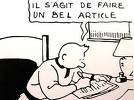 IL S'AGIT DE FAIRE
UN BEL ARTICLE